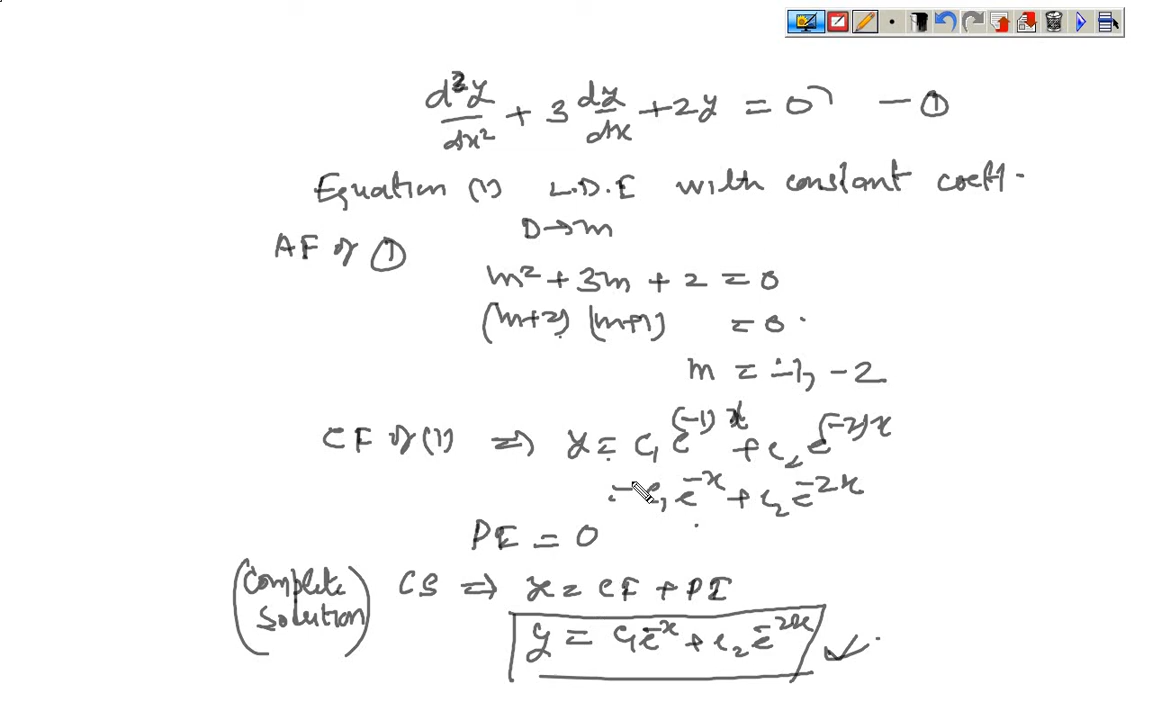 d²y/dx² + 3 dy/dx + 2y = 0 — ①
Equation (1) L.D.E with constant coeff.
D → m
AF of ①
m² + 3m + 2 = 0
(m+2) (m+1) = 0.
m = -1, -2
CF of (1) ⇒ y = c₁ e^(-1)x + c₂ e^(-2)x
= c₁ e^-x + c₂ e^-2x
PI = 0
(Complete Solution) CS ⇒ y = CF + PI
y = c₁e^-x + c₂ e^-2x